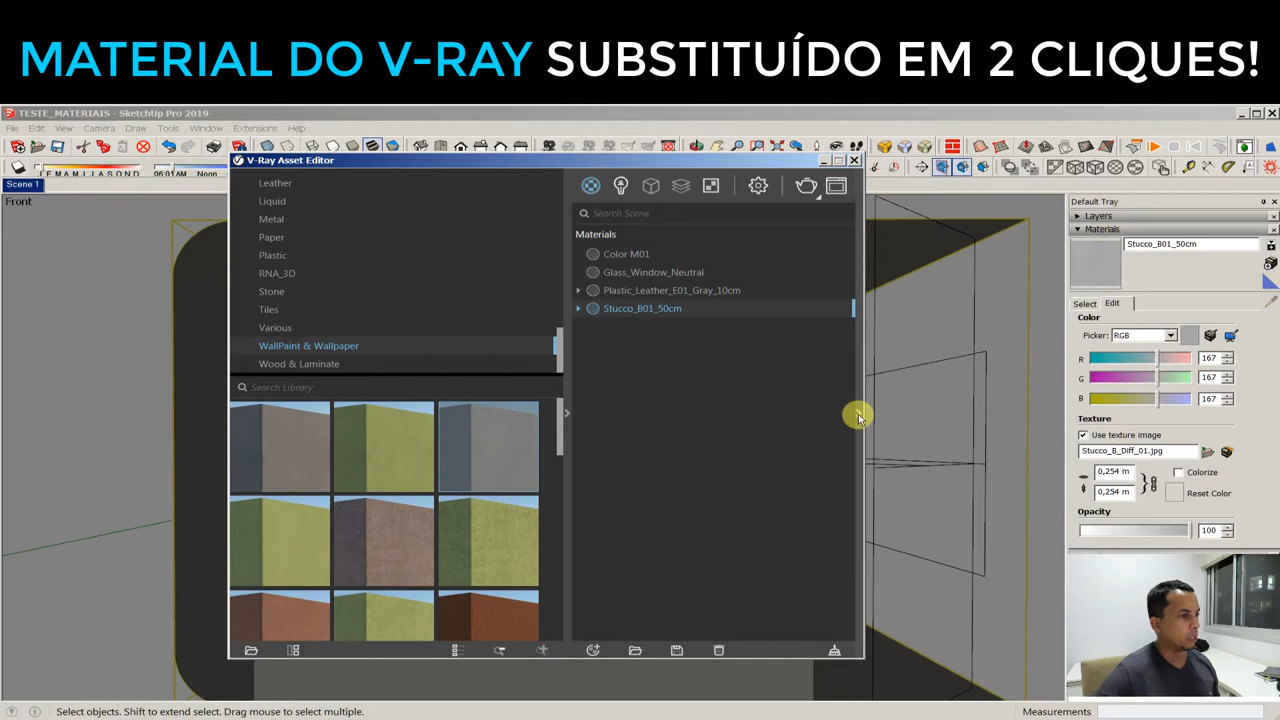 MATERIAL DO V-RAY SUBSTITUÍDO EM 2 CLIQUES!
TESTE_MATERIAIS - SketchUp Pro 2019
File Edit View Camera Draw Tools Window Extensions Help
J F M A M J J A S O N D
06:01 AM Noon
Scene 1
Front
V-Ray Asset Editor
Leather
Liquid
Metal
Paper
Plastic
RNA_3D
Stone
Tiles
Various
WallPaint & Wallpaper
Wood & Laminate
Search Library
Search Scene
Materials
Color M01
Glass_Window_Neutral
Plastic_Leather_E01_Gray_10cm
Stucco_B01_50cm
Default Tray
Layers
Materials
Stucco_B01_50cm
Select Edit
Color
Picker: RGB
R 167
G 167
B 167
Texture
Use texture image
Stucco_B_Diff_01.jpg
0,254 m Colorize
0,254 m Reset Color
Opacity
100
Select objects. Shift to extend select. Drag mouse to select multiple.
Measurements